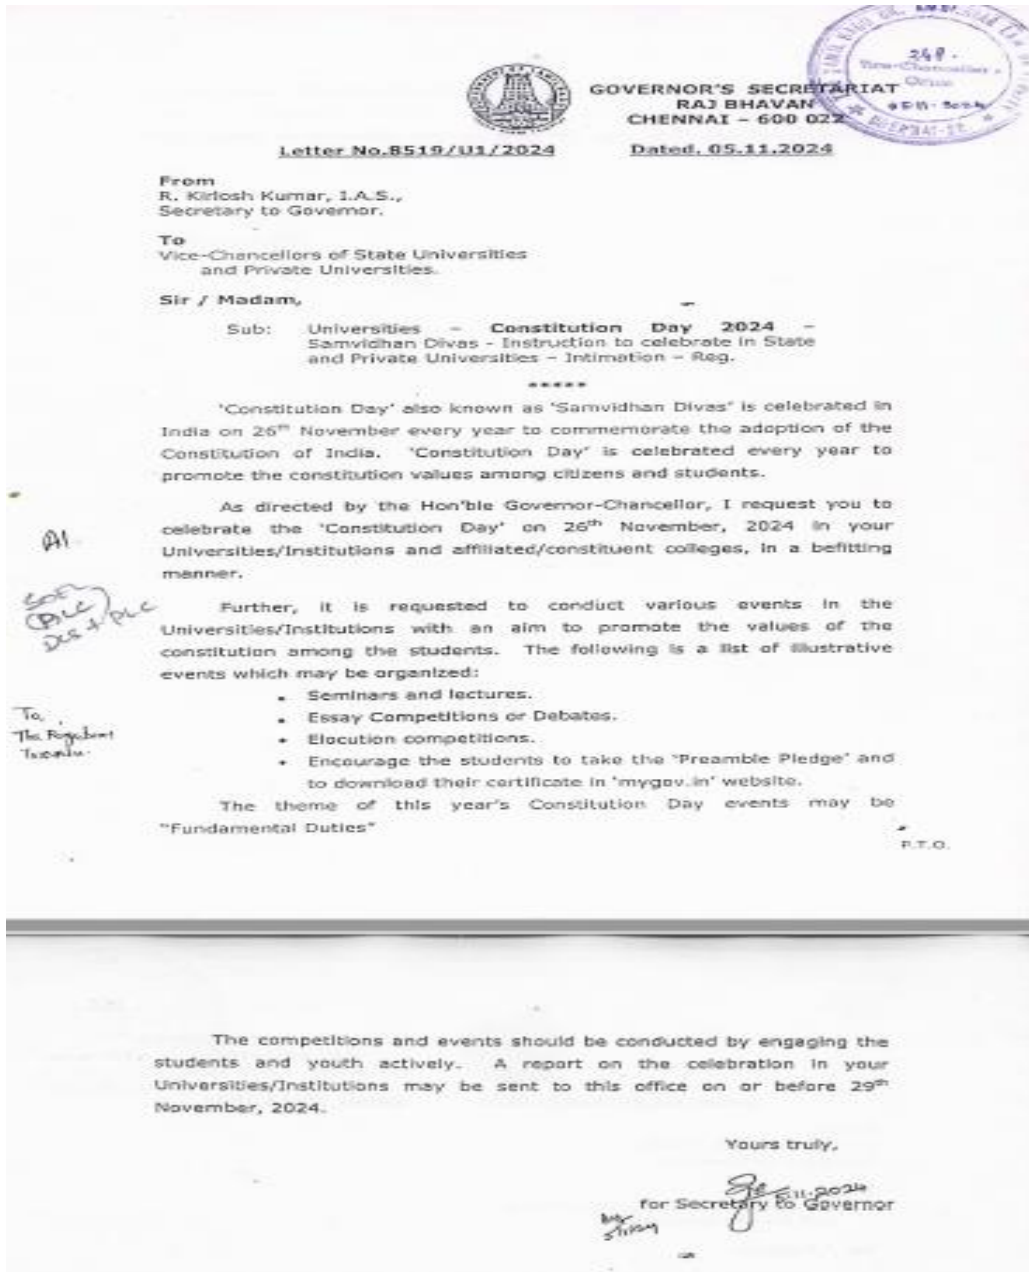 248.
Vice-Chancellor's
Office
GOVERNOR'S SECRETARIAT
RAJ BHAVAN
CHENNAI – 600 022
Letter No.8519/U1/2024 Dated. 05.11.2024
From
R. Kirlosh Kumar, I.A.S.,
Secretary to Governor.
To
Vice-Chancellors of State Universities
and Private Universities.
Sir / Madam,
Sub: Universities – Constitution Day 2024 –
Samvidhan Divas - Instruction to celebrate in State
and Private Universities – Intimation – Reg.
*****
'Constitution Day' also known as 'Samvidhan Divas' is celebrated in
India on 26th November every year to commemorate the adoption of the
Constitution of India. 'Constitution Day' is celebrated every year to
promote the constitution values among citizens and students.
As directed by the Hon'ble Governor-Chancellor, I request you to
celebrate the 'Constitution Day' on 26th November, 2024 in your
Universities/Institutions and affiliated/constituent colleges, in a befitting
manner.
Further, it is requested to conduct various events in the
Universities/Institutions with an aim to promote the values of the
constitution among the students. The following is a list of illustrative
events which may be organized:
• Seminars and lectures.
• Essay Competitions or Debates.
• Elocution competitions.
• Encourage the students to take the 'Preamble Pledge' and
to download their certificate in 'mygov.in' website.
The theme of this year's Constitution Day events may be
"Fundamental Duties"
P.T.O.
A1
To,
The
The competitions and events should be conducted by engaging the
students and youth actively. A report on the celebration in your
Universities/Institutions may be sent to this office on or before 29th
November, 2024.
Yours truly,
for Secretary to Governor